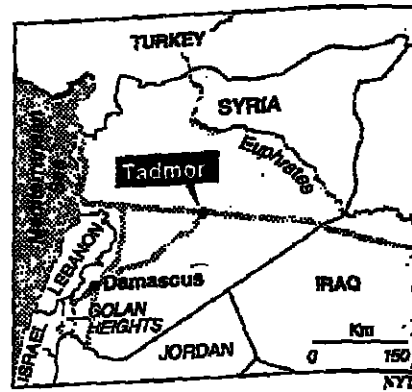 TURKEY
SYRIA
Euphrates
Tadmor
Mediterranean
Sea
LEBANON
Damascus
GOLAN
HEIGHTS
ISRAEL
JORDAN
IRAQ
Km
0 150
NYT